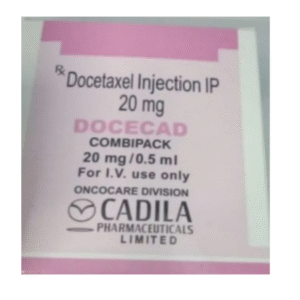 Rx Docetaxel Injection IP
20 mg
DOCECAD
COMBIPACK
20 mg/0.5 ml
For I.V. use only
ONCOCARE DIVISION
CADILA
PHARMACEUTICALS
LIMITED